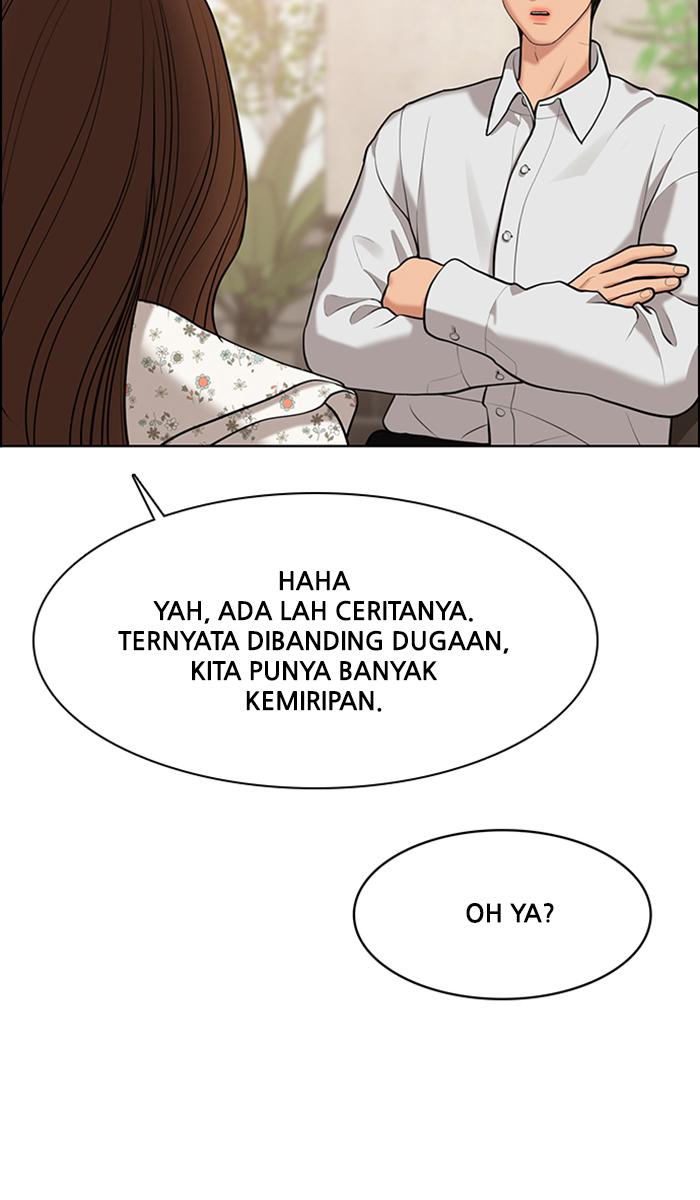 HAHA
YAH, ADA LAH CERITANYA.
TERNYATA DIBANDING DUGAAN,
KITA PUNYA BANYAK
KEMIRIPAN.
OH YA?